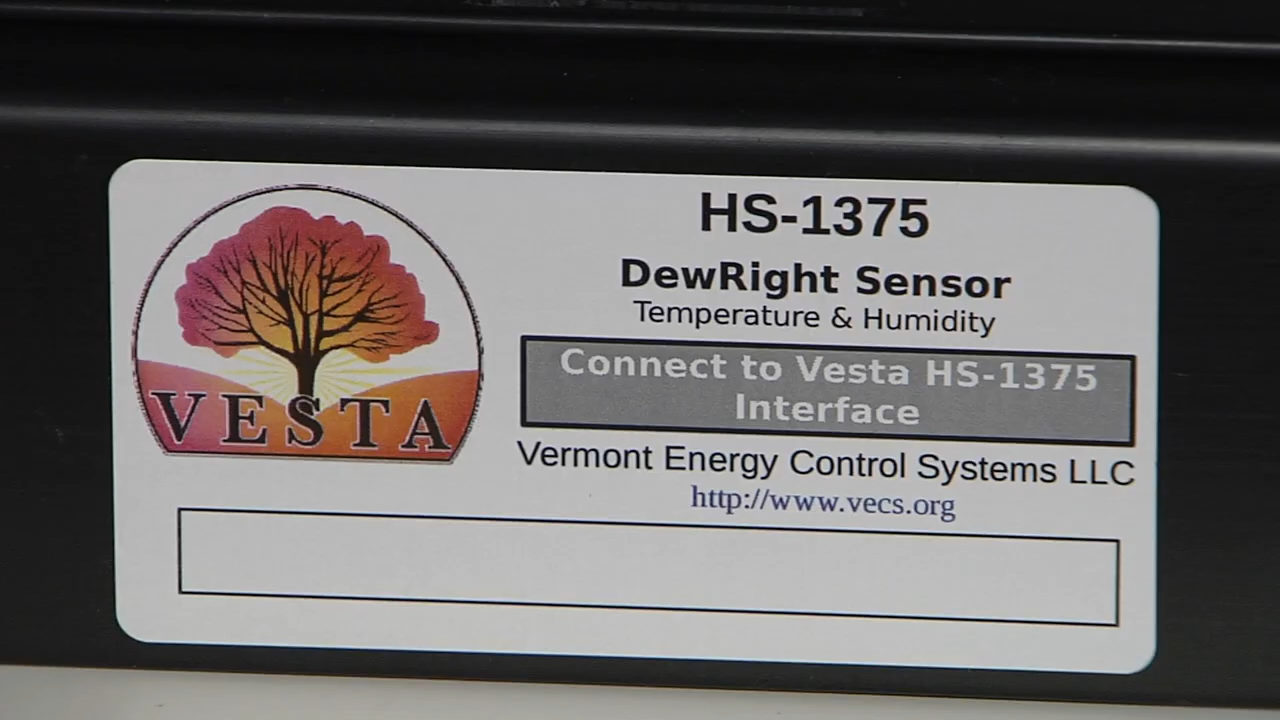 VESTA
HS-1375
DewRight Sensor
Temperature & Humidity
Connect to Vesta HS-1375
Interface
Vermont Energy Control Systems LLC
http://www.vecs.org